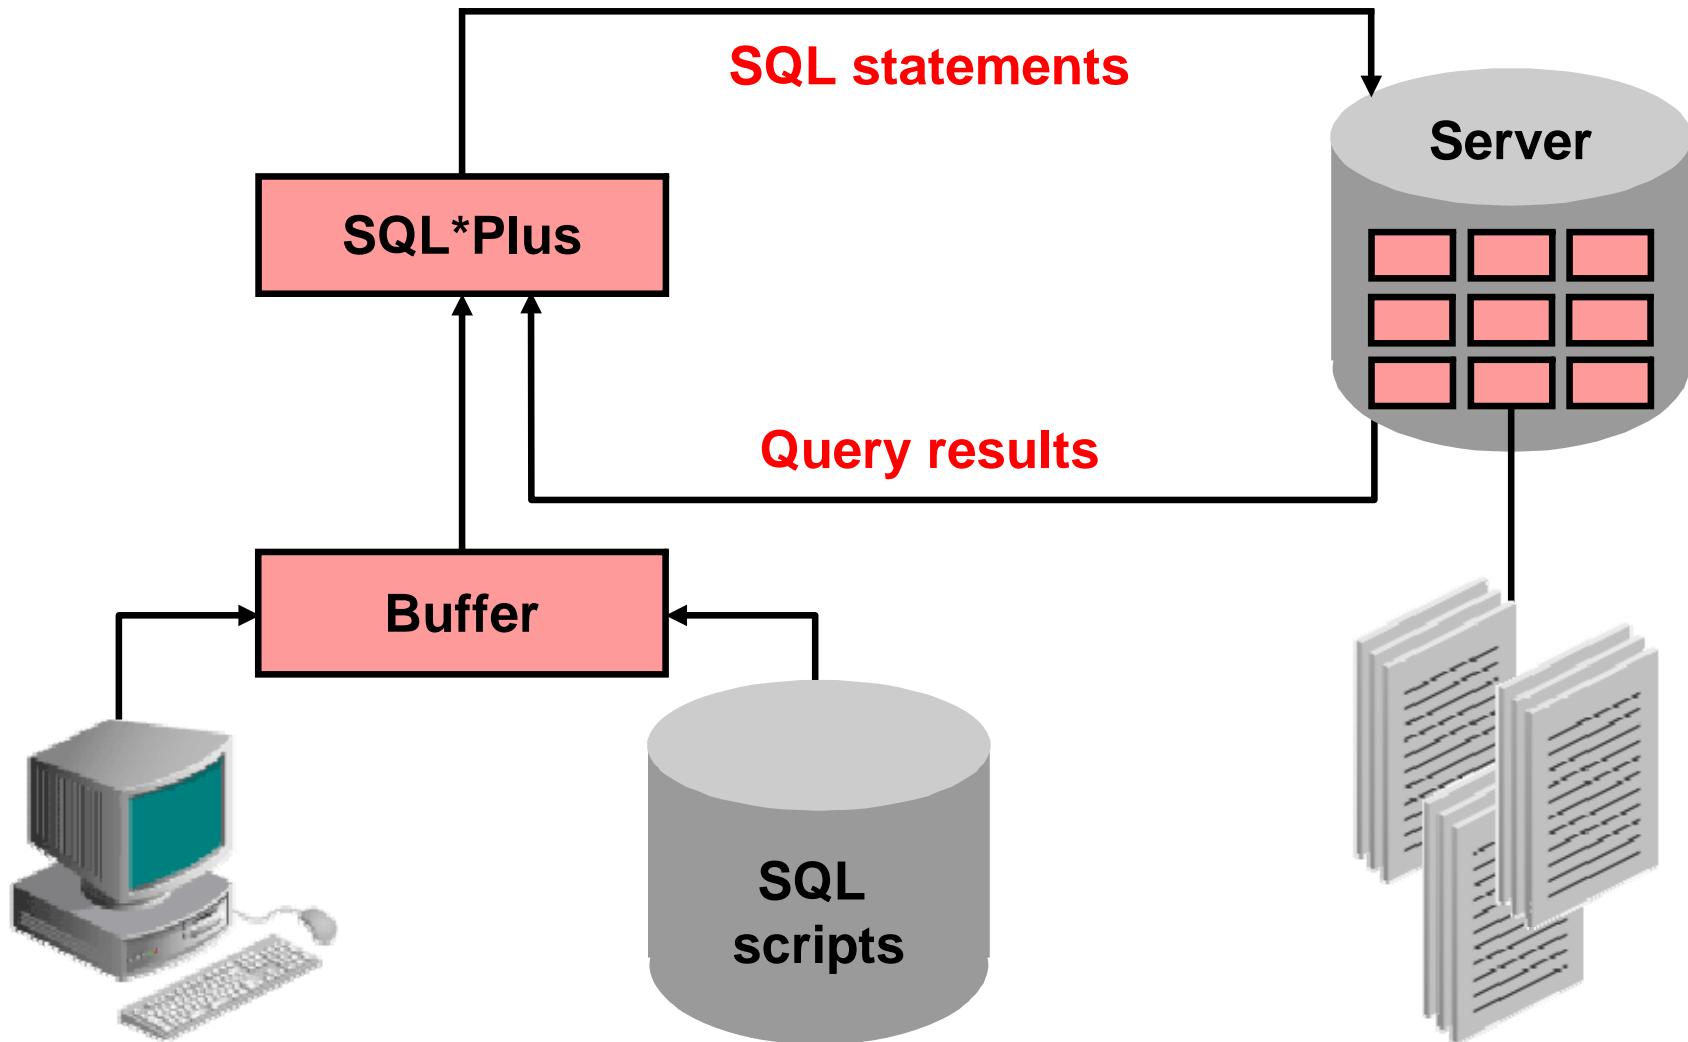 SQL statements
Server
SQL*Plus
Query results
Buffer
SQL
scripts